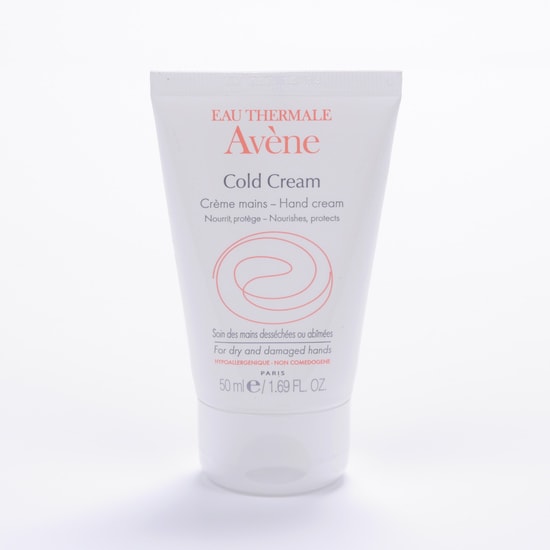 EAU THERMALE
Avène
Cold Cream
Crème mains – Hand cream
Nourrit, protège – Nourishes, protects
Soin des mains desséchées ou abîmées
For dry and damaged hands
HYPOALLERGENIQUE · NON COMEDOGENE
PARIS
50 ml ℮ / 1.69 FL. OZ.